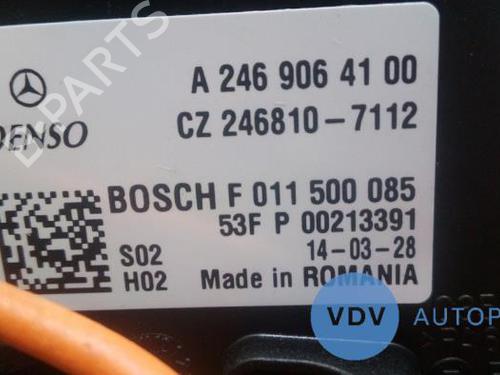 A 246 906 41 00
DENSO
CZ 246810-7112
BOSCH F 011 500 085
53F P 00213391
S02
14-03-28
H02
Made in ROMANIA
PARTS
VDV
AUTOP